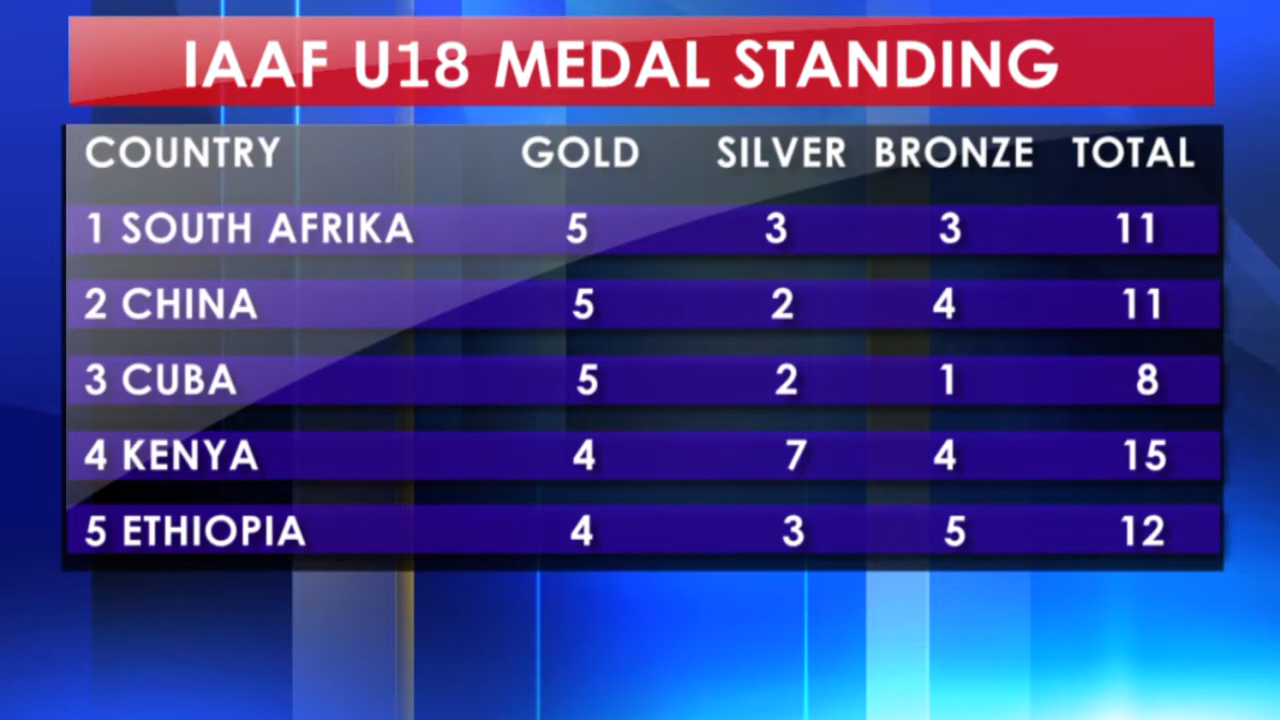 IAAF U18 MEDAL STANDING
COUNTRY GOLD SILVER BRONZE TOTAL
1 SOUTH AFRIKA 5 3 3 11
2 CHINA 5 2 4 11
3 CUBA 5 2 1 8
4 KENYA 4 7 4 15
5 ETHIOPIA 4 3 5 12